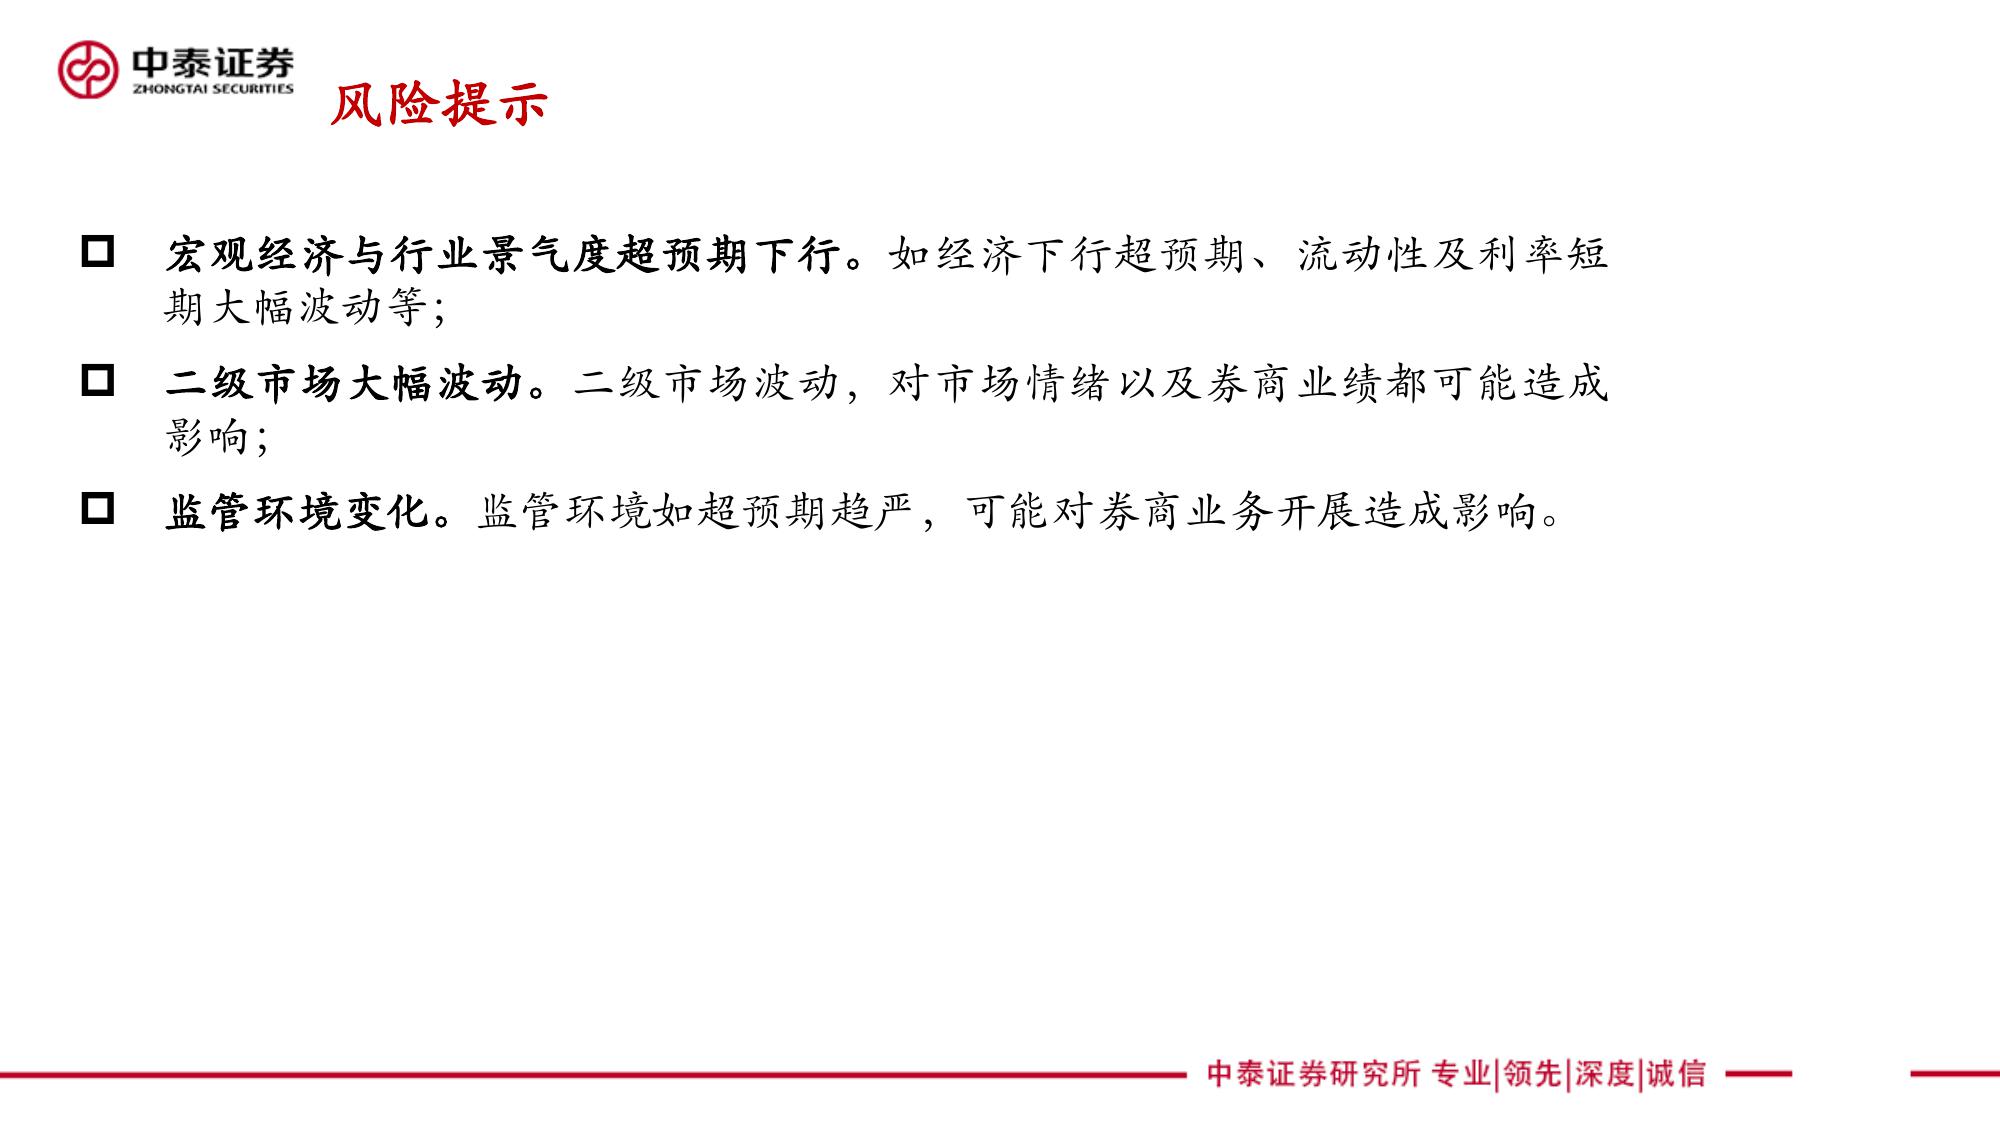 中泰证券
ZHONGTAI SECURITIES
风险提示
宏观经济与行业景气度超预期下行。如经济下行超预期、流动性及利率短
期大幅波动等；
二级市场大幅波动。二级市场波动，对市场情绪以及券商业绩都可能造成
影响；
监管环境变化。监管环境如超预期趋严，可能对券商业务开展造成影响。
中泰证券研究所 专业|领先|深度|诚信